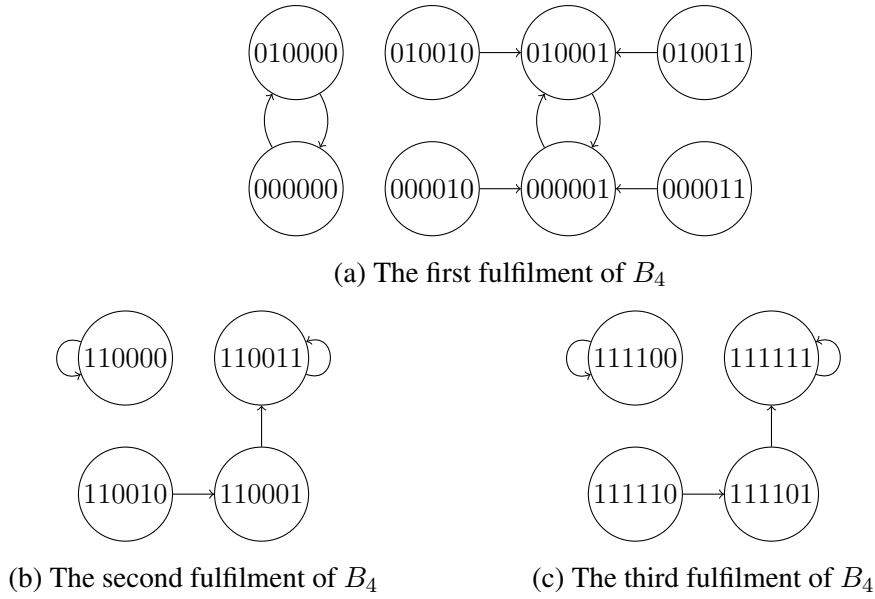 010000 010010 010001 010011
000000 000010 000001 000011
(a) The first fulfilment of B₄
110000 110011 111100 111111
110010 110001 111110 111101
(b) The second fulfilment of B₄ (c) The third fulfilment of B₄